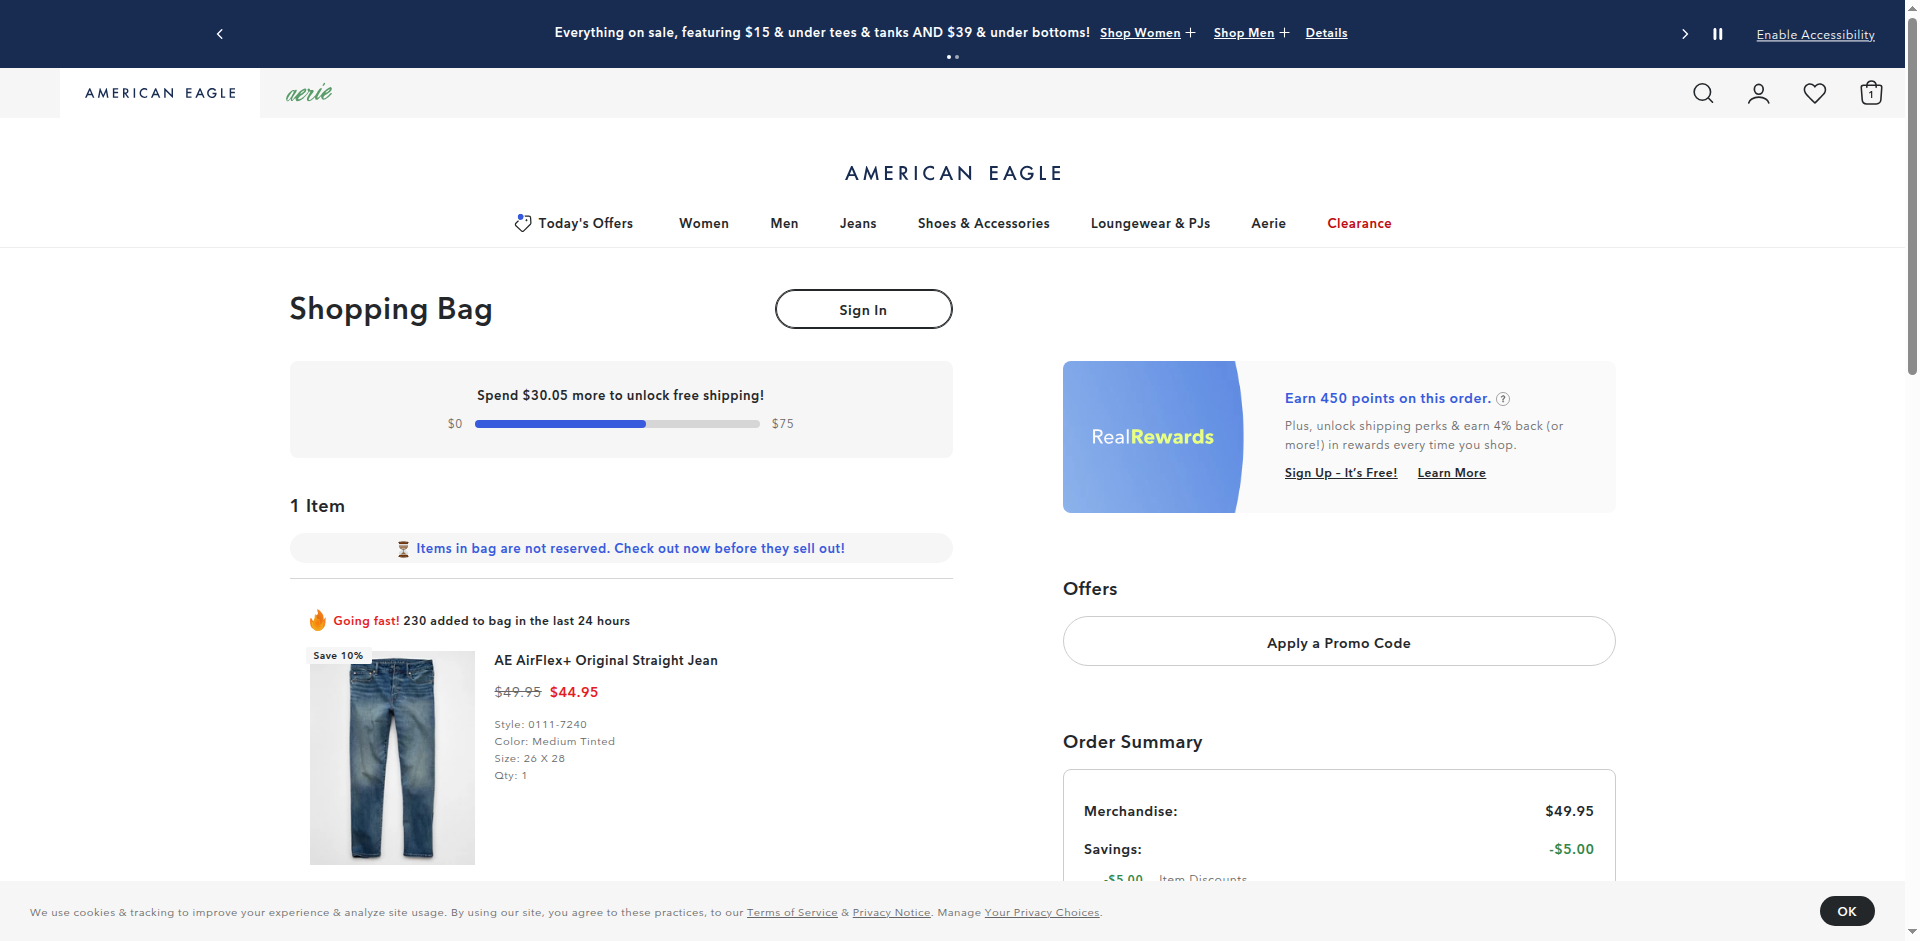 Everything on sale, featuring $15 & under tees & tanks AND $39 & under bottoms! Shop Women Shop Men Details
Enable Accessibility
AMERICAN EAGLE
aerie
1
AMERICAN EAGLE
Today's Offers Women Men Jeans Shoes & Accessories Loungewear & PJs Aerie Clearance
Shopping Bag
Sign In
Spend $30.05 more to unlock free shipping!
$0 $75
1 Item
Items in bag are not reserved. Check out now before they sell out!
Going fast! 230 added to bag in the last 24 hours
Save 10%
AE AirFlex+ Original Straight Jean
$49.95 $44.95
Style: 0111-7240
Color: Medium Tinted
Size: 26 X 28
Qty: 1
RealRewards
Earn 450 points on this order. ?
Plus, unlock shipping perks & earn 4% back (or
more!) in rewards every time you shop.
Sign Up – It's Free! Learn More
Offers
Apply a Promo Code
Order Summary
Merchandise: $49.95
Savings: -$5.00
-$5.00 Item Discounts
We use cookies & tracking to improve your experience & analyze site usage. By using our site, you agree to these practices, to our Terms of Service & Privacy Notice. Manage Your Privacy Choices.
OK